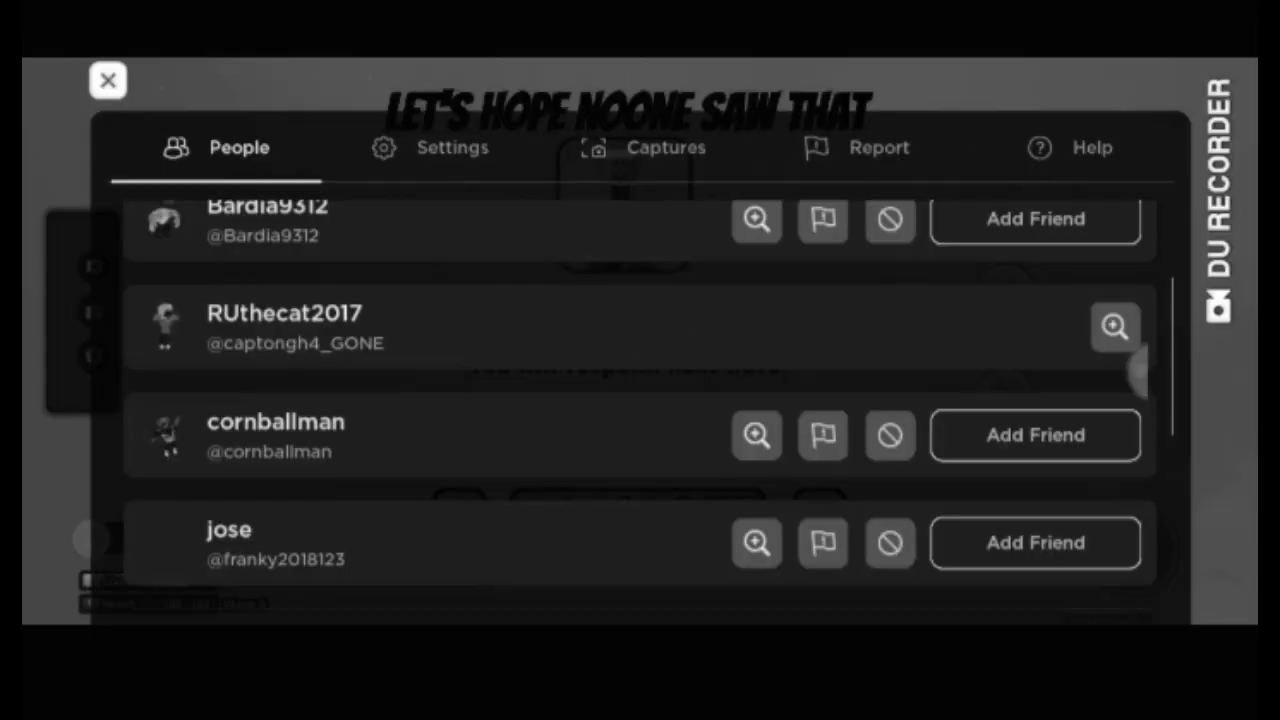 LET'S HOPE NOONE SAW THAT
People
Settings
Captures
Report
Help
Bardia9312
@Bardia9312
Add Friend
RUthecat2017
@captongh4_GONE
cornballman
@cornballman
Add Friend
jose
@franky2018123
Add Friend
DU RECORDER